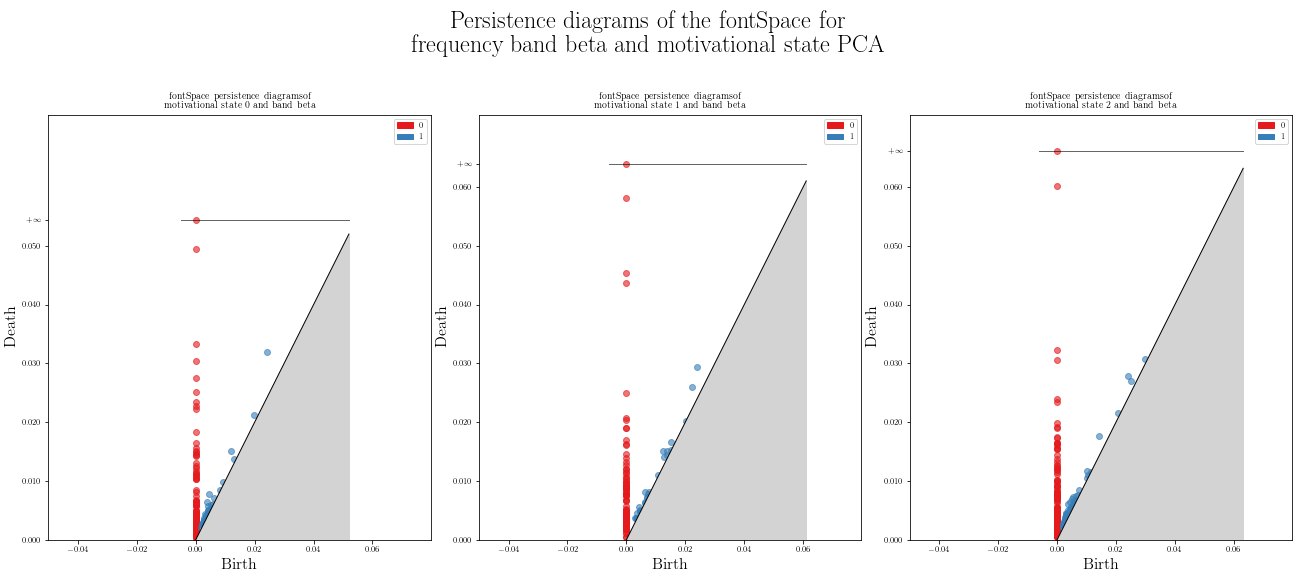 Persistence diagrams of the fontSpace for
frequency band beta and motivational state PCA
fontSpace persistence diagramsof
motivational state 0 and band beta
0
1
+∞
0.050
0.040
0.030
0.020
0.010
0.000
Death
−0.04 −0.02 0.00 0.02 0.04 0.06
Birth
fontSpace persistence diagramsof
motivational state 1 and band beta
0
1
+∞
0.060
0.050
0.040
0.030
0.020
0.010
0.000
Death
−0.04 −0.02 0.00 0.02 0.04 0.06
Birth
fontSpace persistence diagramsof
motivational state 2 and band beta
0
1
+∞
0.060
0.050
0.040
0.030
0.020
0.010
0.000
Death
−0.04 −0.02 0.00 0.02 0.04 0.06
Birth